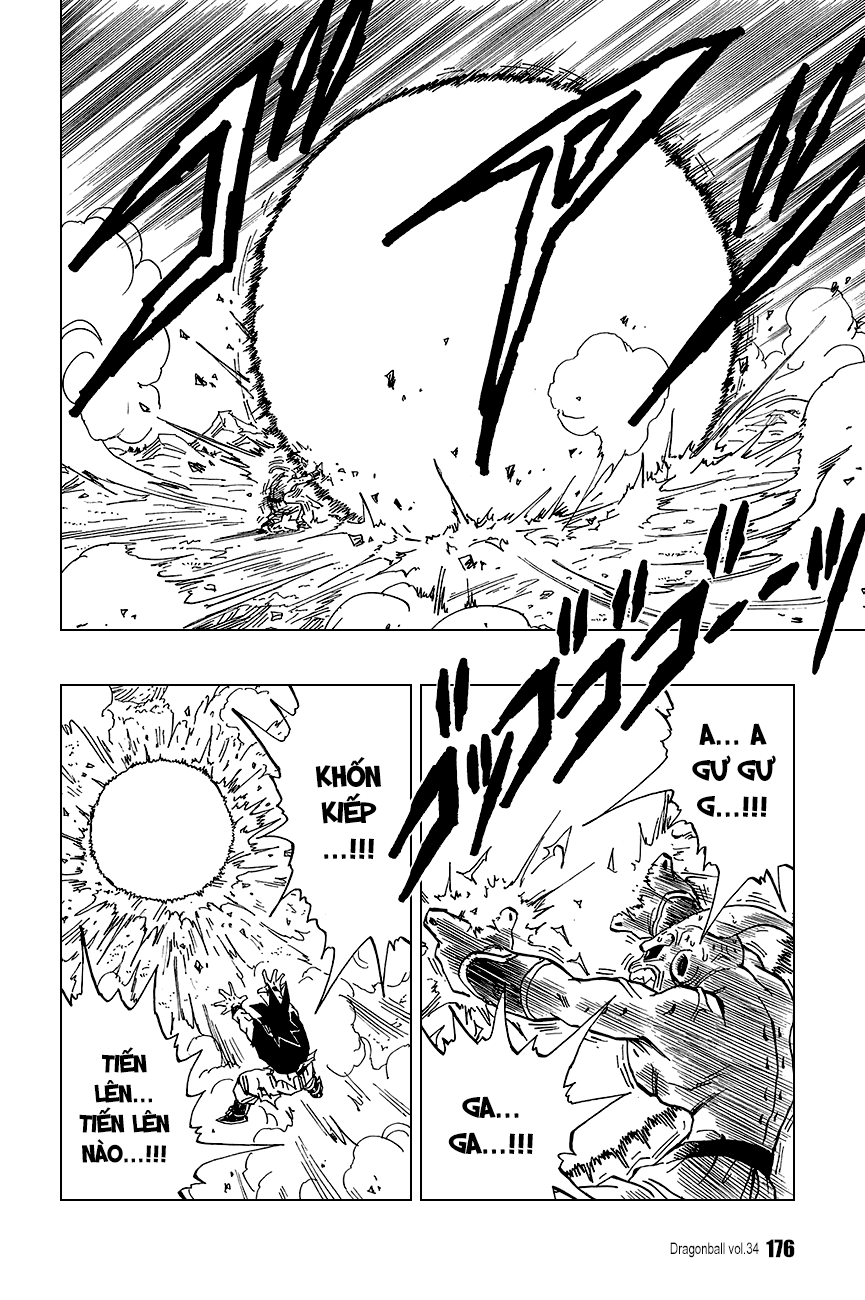 A... A
GƯ GƯ
G...!!!
GA...
GA...!!!
KHỐN
KIẾP
...!!!
TIẾN
LÊN...
TIẾN LÊN
NÀO...!!!
Dragonball vol.34 176